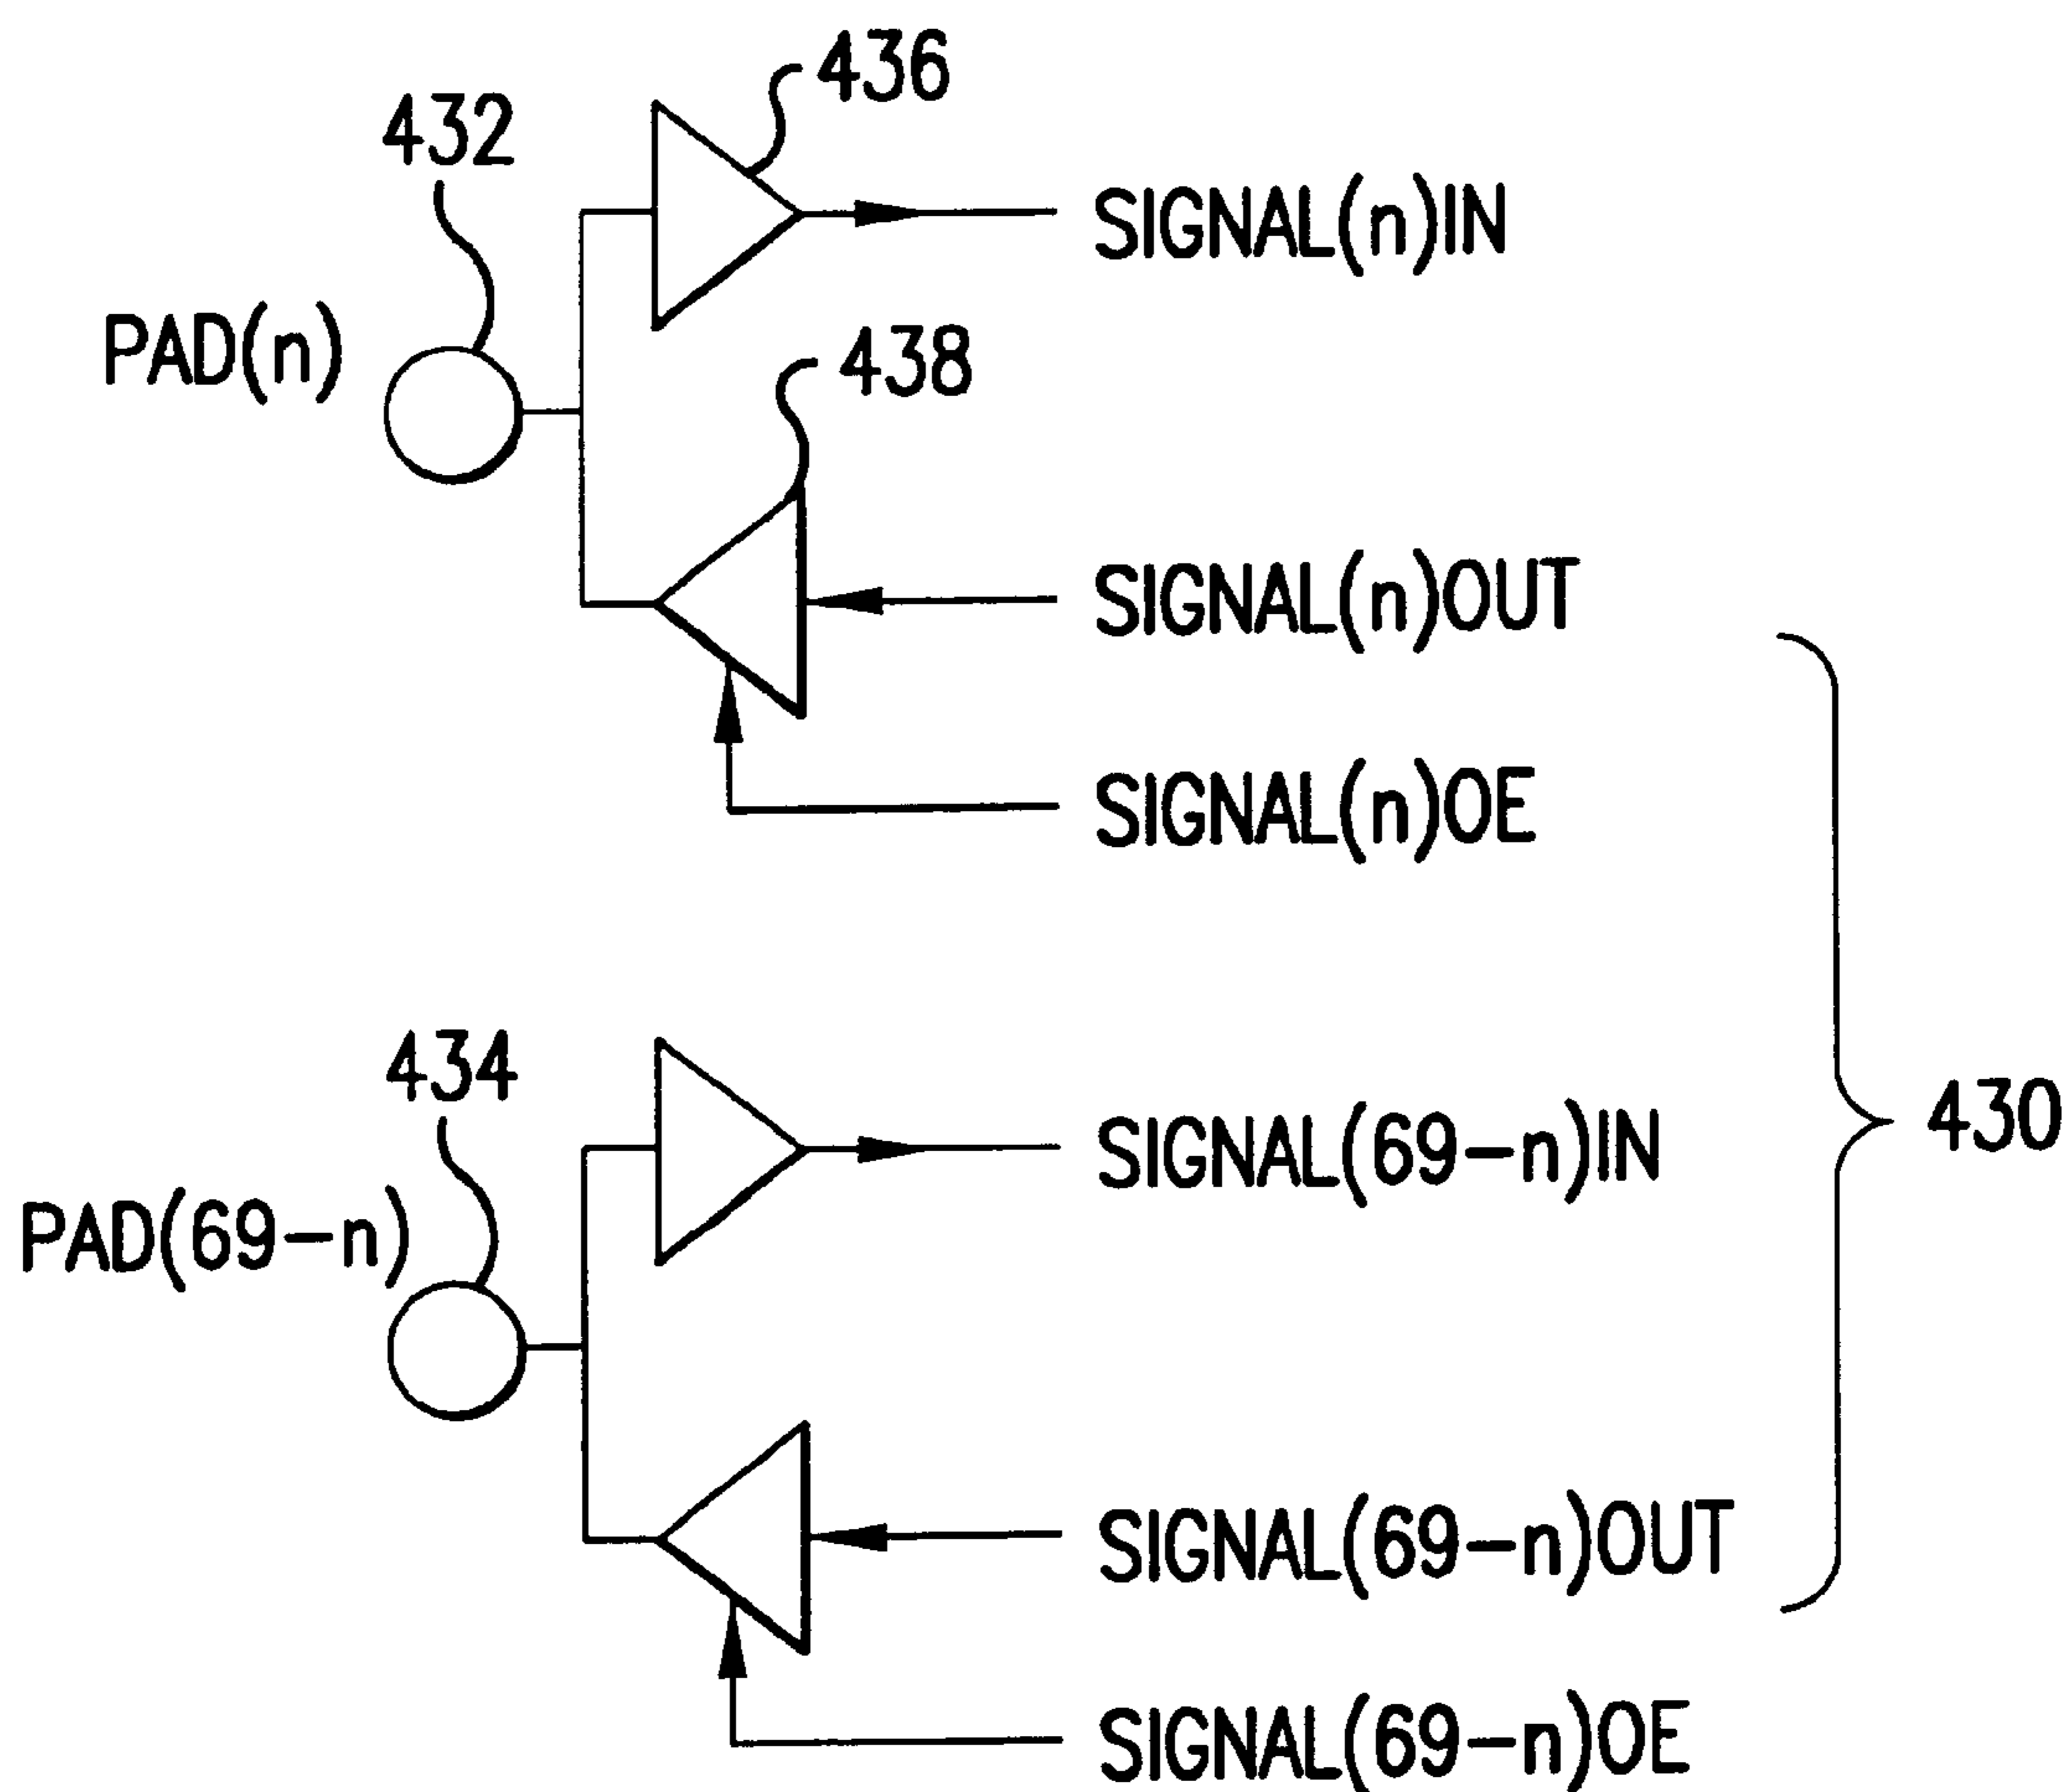 436
432
SIGNAL(n)IN
PAD(n)
438
SIGNAL(n)OUT
SIGNAL(n)OE
434
430
SIGNAL(69-n)IN
PAD(69-n)
SIGNAL(69-n)OUT
SIGNAL(69-n)OE